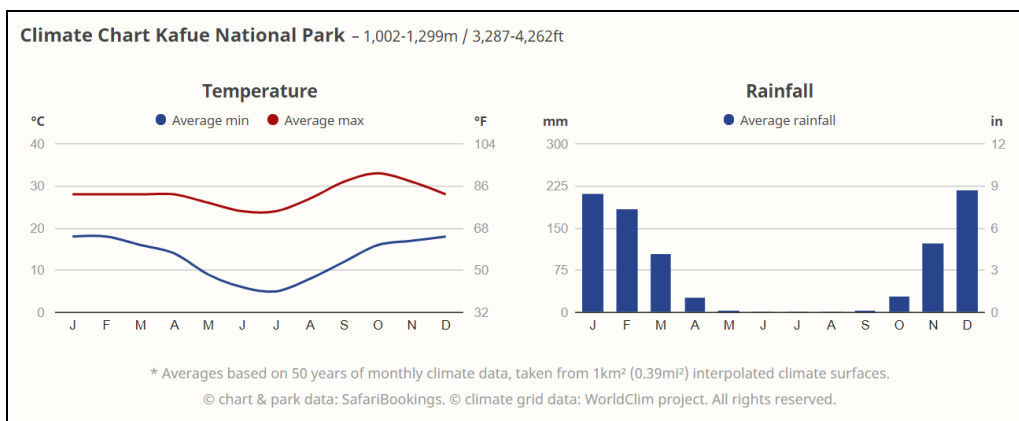 Climate Chart Kafue National Park – 1,002-1,299m / 3,287-4,262ft
Temperature
°C
Average min
Average max
°F
40
104
30
86
20
68
10
50
0
32
J F M A M J J A S O N D
Rainfall
mm
Average rainfall
in
300
12
225
9
150
6
75
3
0
0
J F M A M J J A S O N D
* Averages based on 50 years of monthly climate data, taken from 1km² (0.39mi²) interpolated climate surfaces.
© chart & park data: SafariBookings. © climate grid data: WorldClim project. All rights reserved.